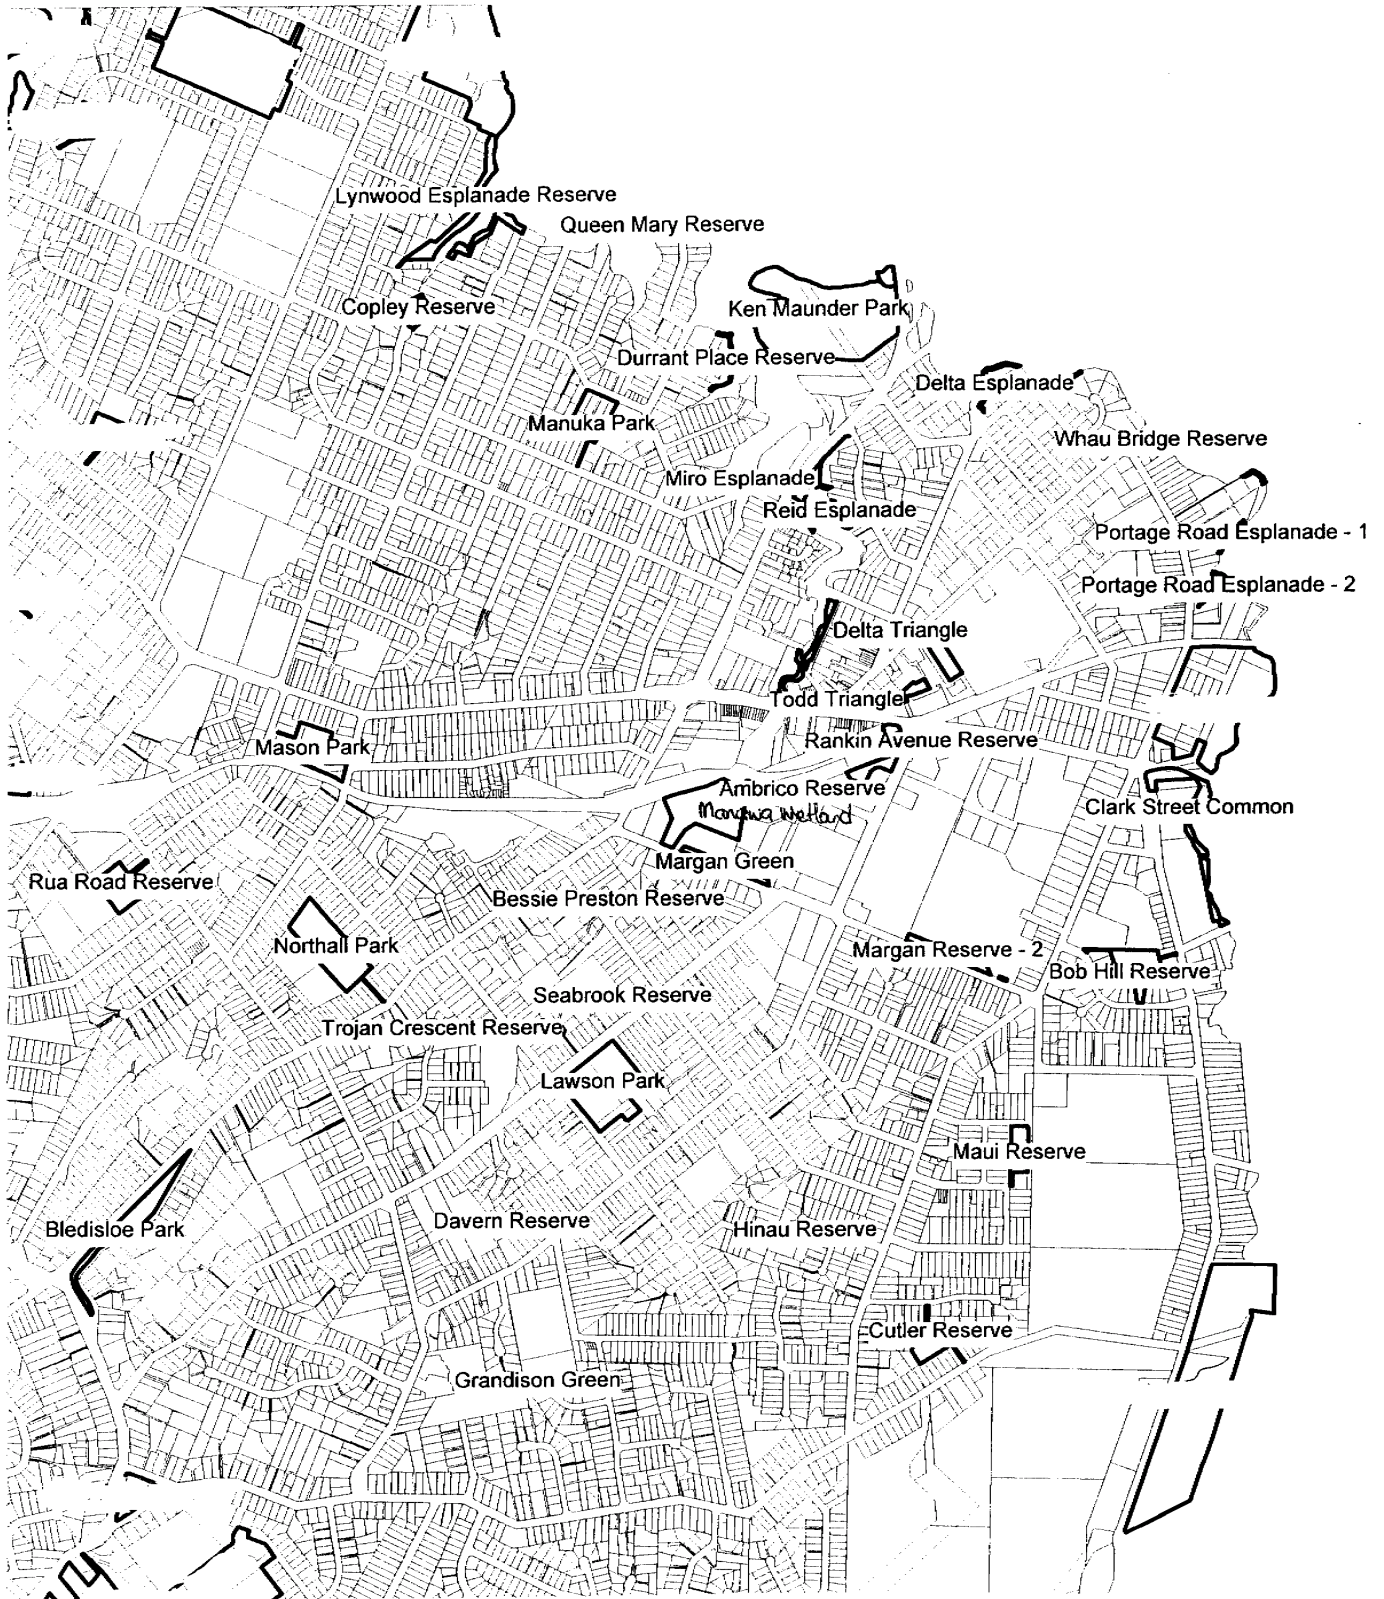 Lynwood Esplanade Reserve
Queen Mary Reserve
Copley Reserve
Ken Maunder Park
Durrant Place Reserve
Delta Esplanade
Manuka Park
Whau Bridge Reserve
Miro Esplanade
Reid Esplanade
Portage Road Esplanade - 1
Portage Road Esplanade - 2
Delta Triangle
Todd Triangle
Rankin Avenue Reserve
Mason Park
Ambrico Reserve
Manawa Wetland
Clark Street Common
Margan Green
Rua Road Reserve
Bessie Preston Reserve
Northall Park
Margan Reserve - 2
Bob Hill Reserve
Seabrook Reserve
Trojan Crescent Reserve
Lawson Park
Maui Reserve
Davern Reserve
Hinau Reserve
Bledisloe Park
Cutler Reserve
Grandison Green